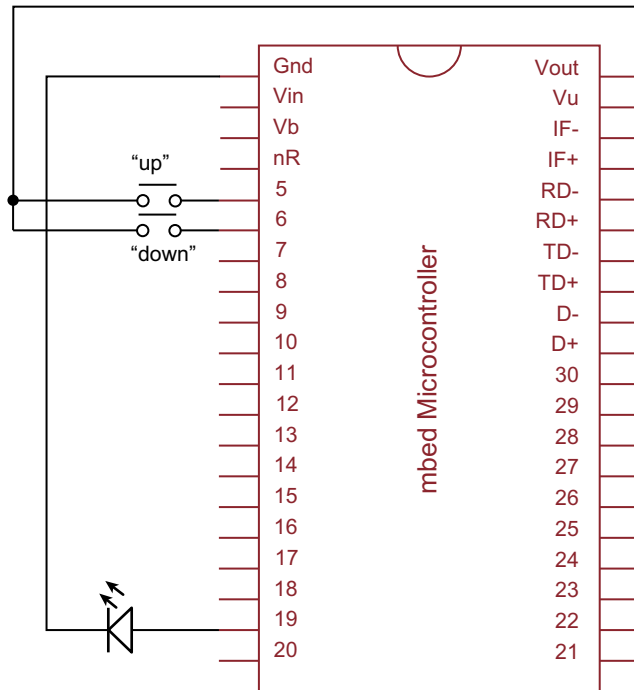 Gnd
Vin
Vb
nR
“up”
5
6
“down”
7
8
9
10
11
12
13
14
15
16
17
18
19
20
mbed Microcontroller
Vout
Vu
IF-
IF+
RD-
RD+
TD-
TD+
D-
D+
30
29
28
27
26
25
24
23
22
21